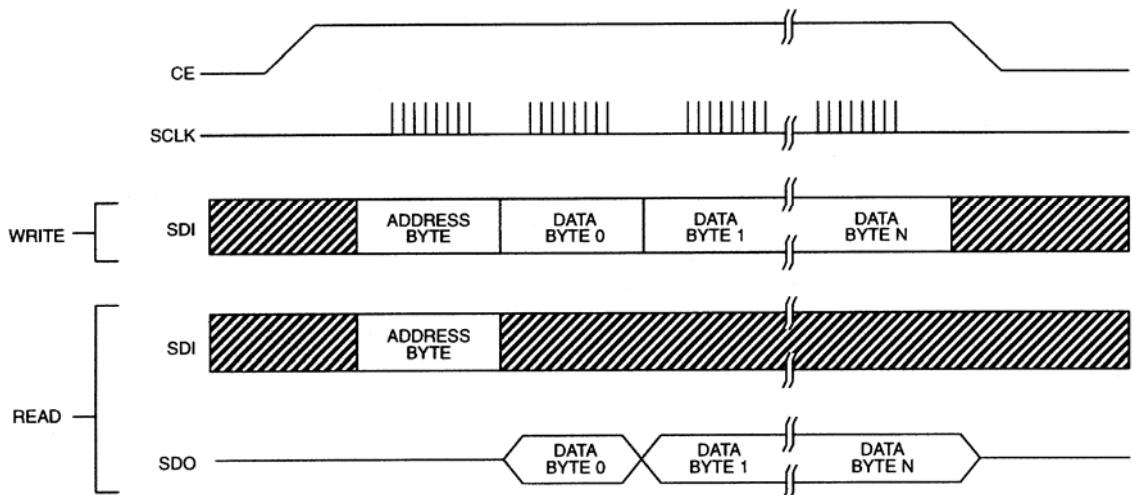 CE
SCLK
WRITE
SDI
ADDRESS
BYTE
DATA
BYTE 0
DATA
BYTE 1
DATA
BYTE N
READ
SDI
ADDRESS
BYTE
SDO
DATA
BYTE 0
DATA
BYTE 1
DATA
BYTE N